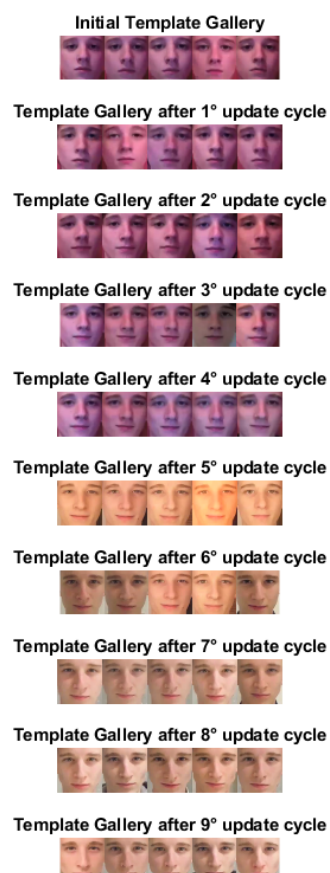 Initial Template Gallery
Template Gallery after 1° update cycle
Template Gallery after 2° update cycle
Template Gallery after 3° update cycle
Template Gallery after 4° update cycle
Template Gallery after 5° update cycle
Template Gallery after 6° update cycle
Template Gallery after 7° update cycle
Template Gallery after 8° update cycle
Template Gallery after 9° update cycle